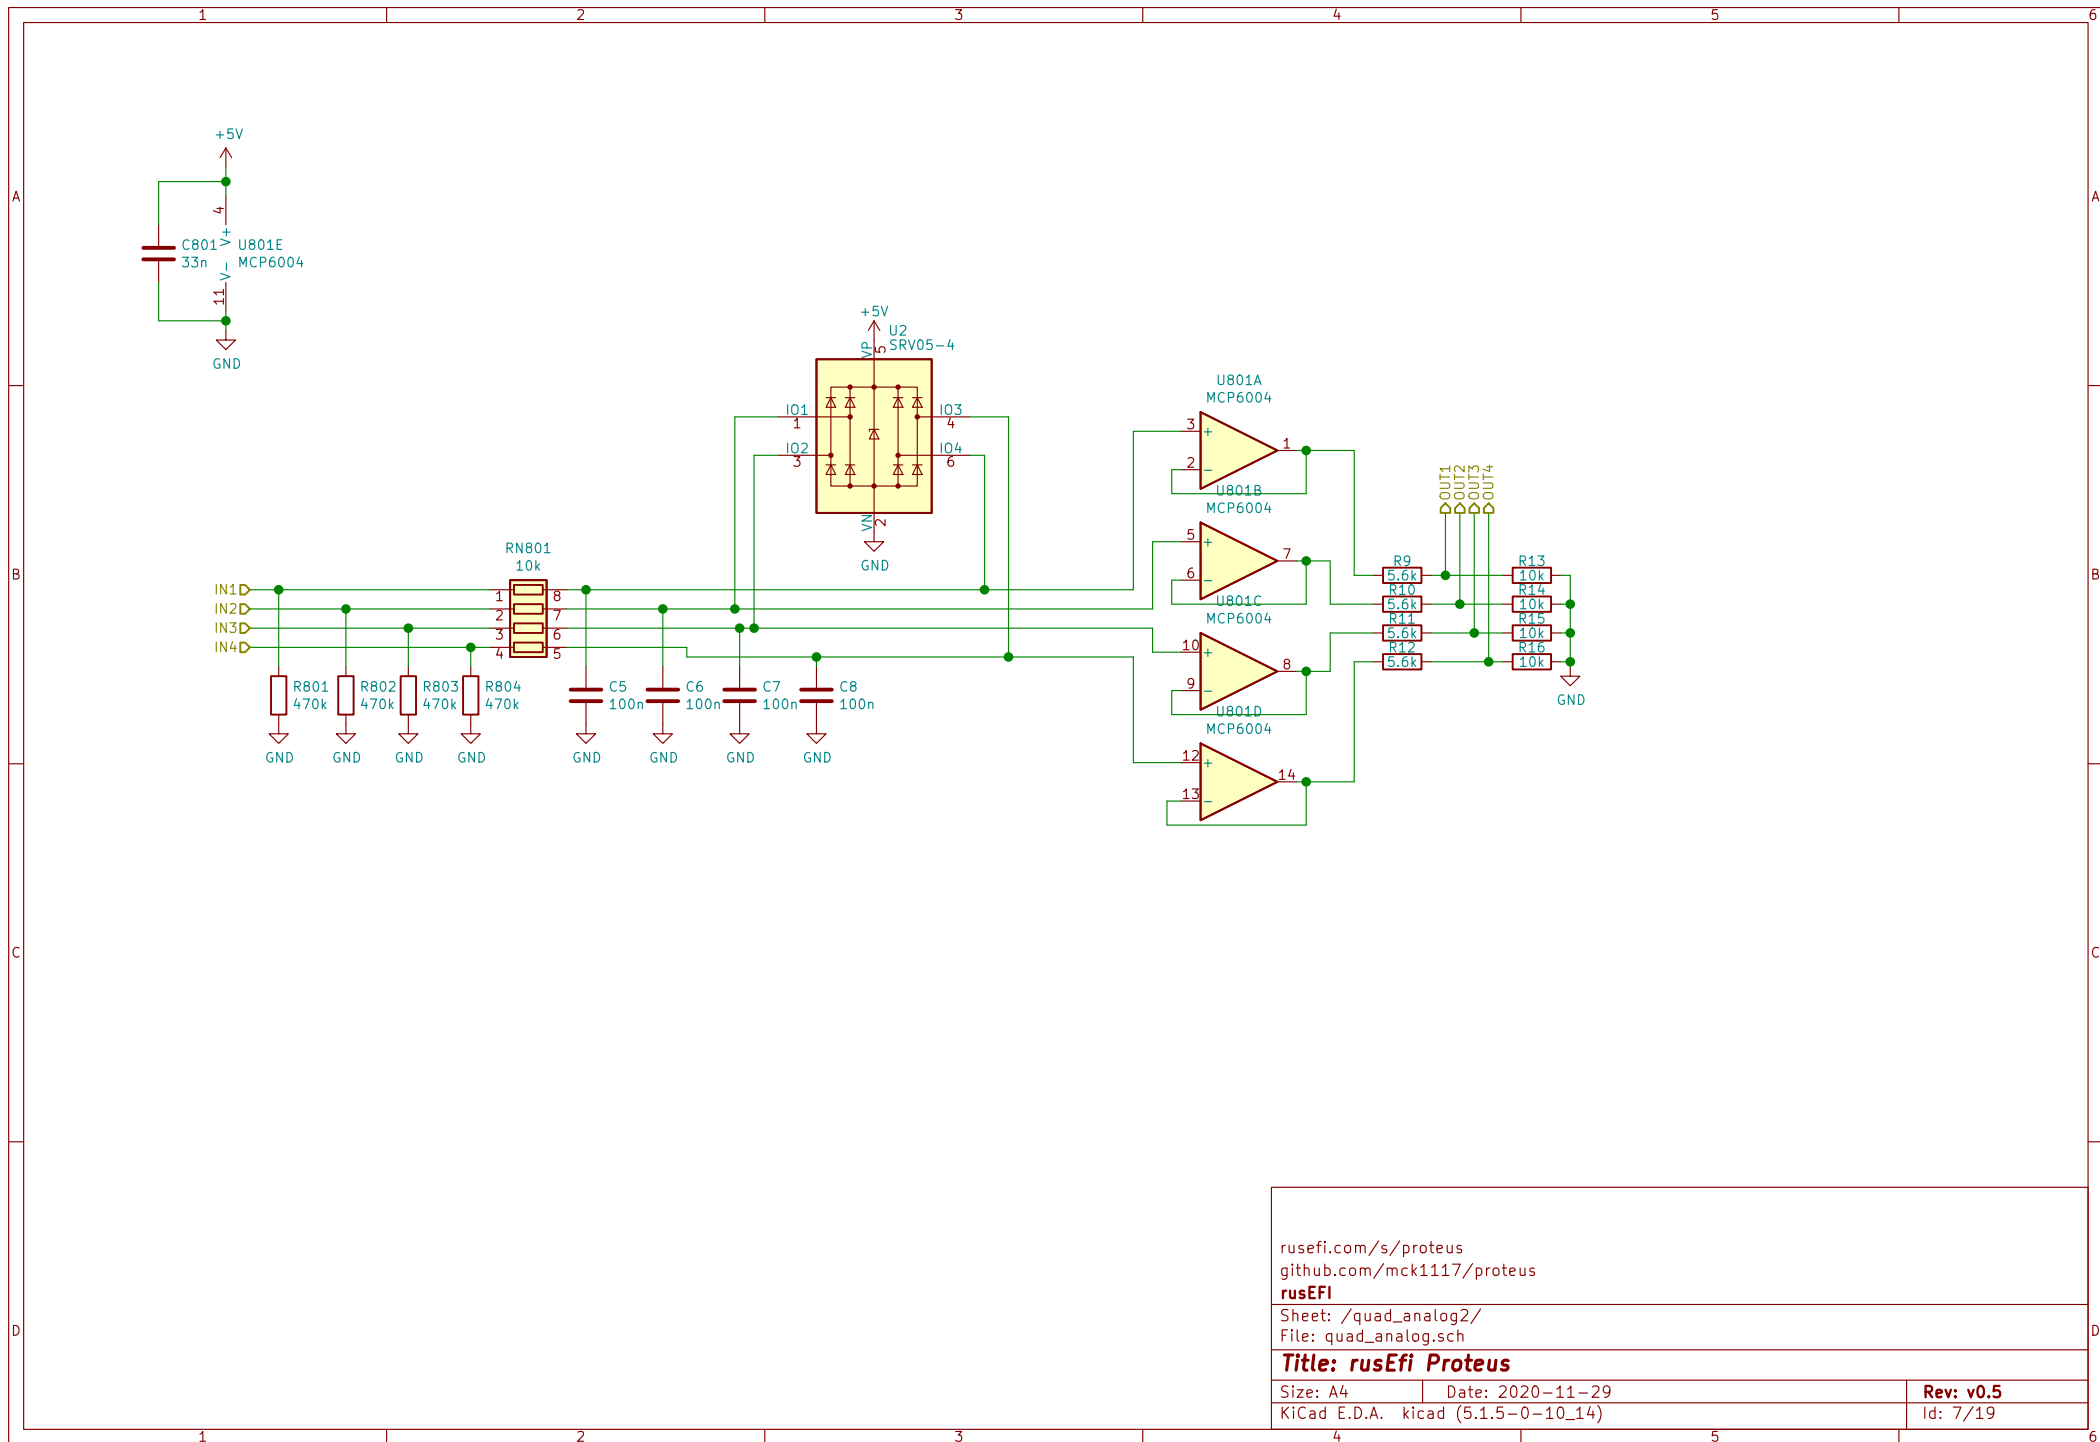 1 2 3 4 5 6
A A
+5V
4
V+
C801 U801E
33n MCP6004
V-
11
GND
+5V
U2
SRV05-4
VP
5
IO1
1
IO2
3
IO3
4
IO4
6
VN
2
GND
U801A
MCP6004
3
+
2
-
1
U801B
MCP6004
5
+
6
-
7
U801C
MCP6004
10
+
9
-
8
U801D
MCP6004
12
+
13
-
14
OUT1
OUT2
OUT3
OUT4
R9
5.6k
R10
5.6k
R11
5.6k
R12
5.6k
R13
10k
R14
10k
R15
10k
R16
10k
GND
B B
RN801
10k
IN1
IN2
IN3
IN4
1 8
2 7
3 6
4 5
R801 R802 R803 R804 C5 C6 C7 C8
470k 470k 470k 470k 100n 100n 100n 100n
GND GND GND GND GND GND GND GND
C C
D D
rusefi.com/s/proteus
github.com/mck1117/proteus
rusEFI
Sheet: /quad_analog2/
File: quad_analog.sch
Title: rusEfi Proteus
Size: A4 Date: 2020-11-29 Rev: v0.5
KiCad E.D.A. kicad (5.1.5-0-10_14) Id: 7/19
1 2 3 4 5 6